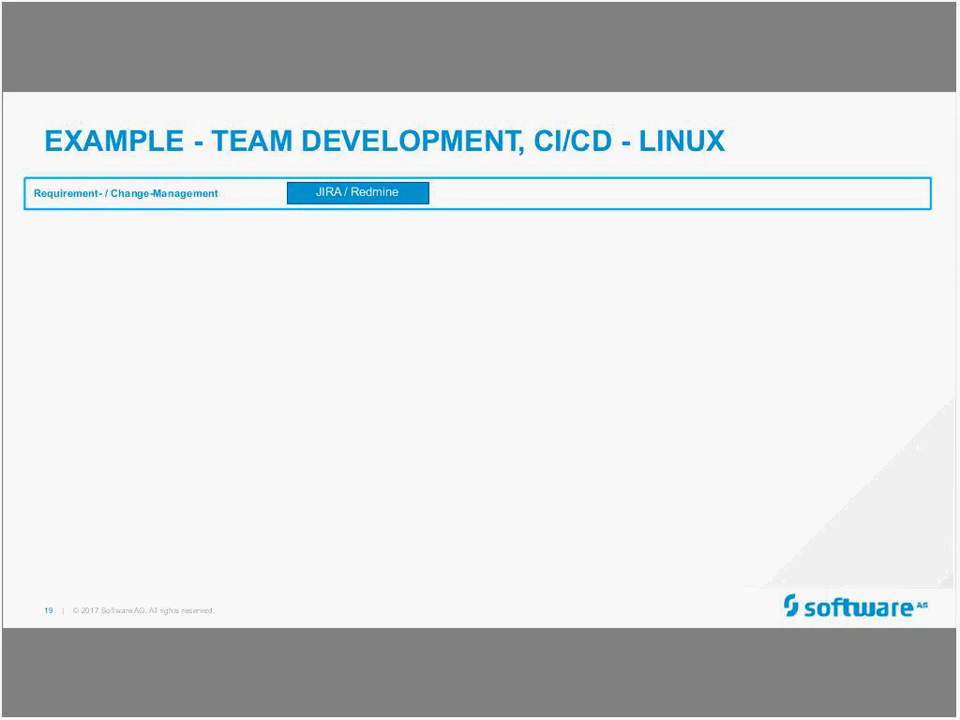 EXAMPLE - TEAM DEVELOPMENT, CI/CD - LINUX
Requirement- / Change-Management
JIRA / Redmine
19 | © 2017 Software AG. All rights reserved.
software AG